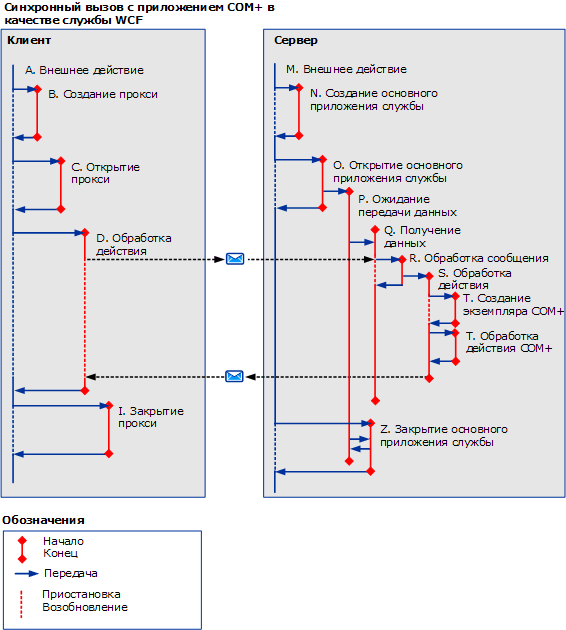 Синхронный вызов с приложением COM+ в
качестве службы WCF
Клиент
A. Внешнее действие
B. Создание прокси
C. Открытие
прокси
D. Обработка
действия
I. Закрытие
прокси
Сервер
M. Внешнее действие
N. Создание основного
приложения службы
O. Открытие основного
приложения службы
P. Ожидание
передачи данных
Q. Получение
данных
R. Обработка сообщения
S. Обработка
действия
T. Создание
экземпляра COM+
T. Обработка
действия COM+
Z. Закрытие основного
приложения службы
Обозначения
Начало
Конец
Передача
Приостановка
Возобновление